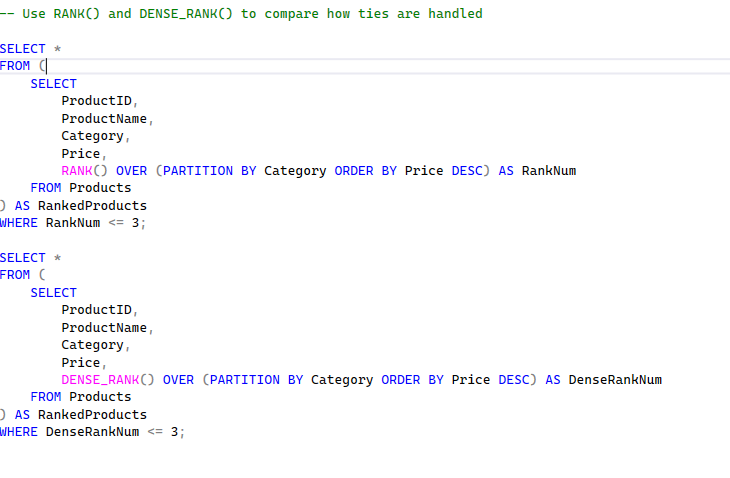 -- Use RANK() and DENSE_RANK() to compare how ties are handled
SELECT *
FROM (
SELECT
ProductID,
ProductName,
Category,
Price,
RANK() OVER (PARTITION BY Category ORDER BY Price DESC) AS RankNum
FROM Products
) AS RankedProducts
WHERE RankNum <= 3;
SELECT *
FROM (
SELECT
ProductID,
ProductName,
Category,
Price,
DENSE_RANK() OVER (PARTITION BY Category ORDER BY Price DESC) AS DenseRankNum
FROM Products
) AS RankedProducts
WHERE DenseRankNum <= 3;